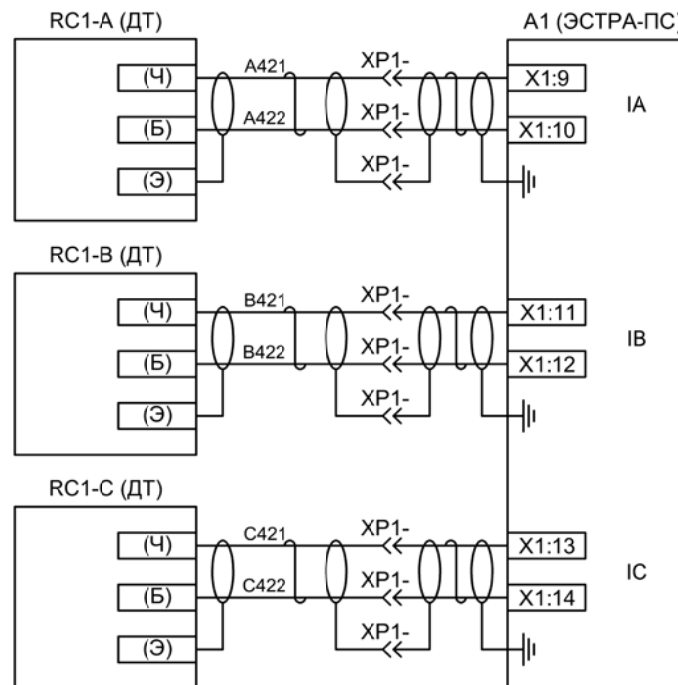 RC1-A (ДТ)
A1 (ЭСТРА-ПС)
(Ч)
A421
XP1-
X1:9
IA
(Б)
A422
XP1-
X1:10
(Э)
XP1-
RC1-B (ДТ)
(Ч)
B421
XP1-
X1:11
IB
(Б)
B422
XP1-
X1:12
(Э)
XP1-
RC1-C (ДТ)
(Ч)
C421
XP1-
X1:13
IC
(Б)
C422
XP1-
X1:14
(Э)
XP1-